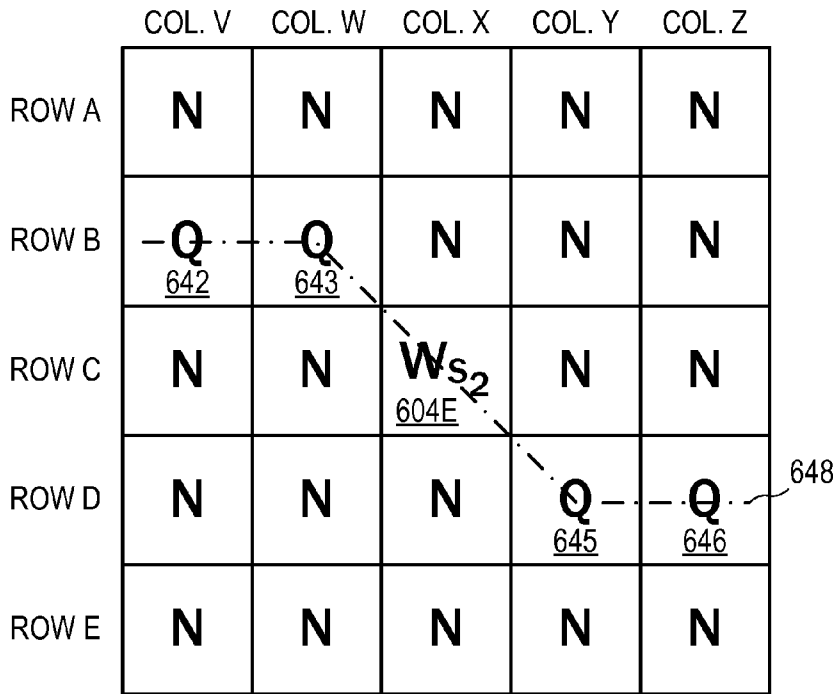 COL. V COL. W COL. X COL. Y COL. Z
ROW A N N N N N
ROW B Q Q N N N
642 643
ROW C N N Ws2 N N
604E
648
ROW D N N N Q Q
645 646
ROW E N N N N N